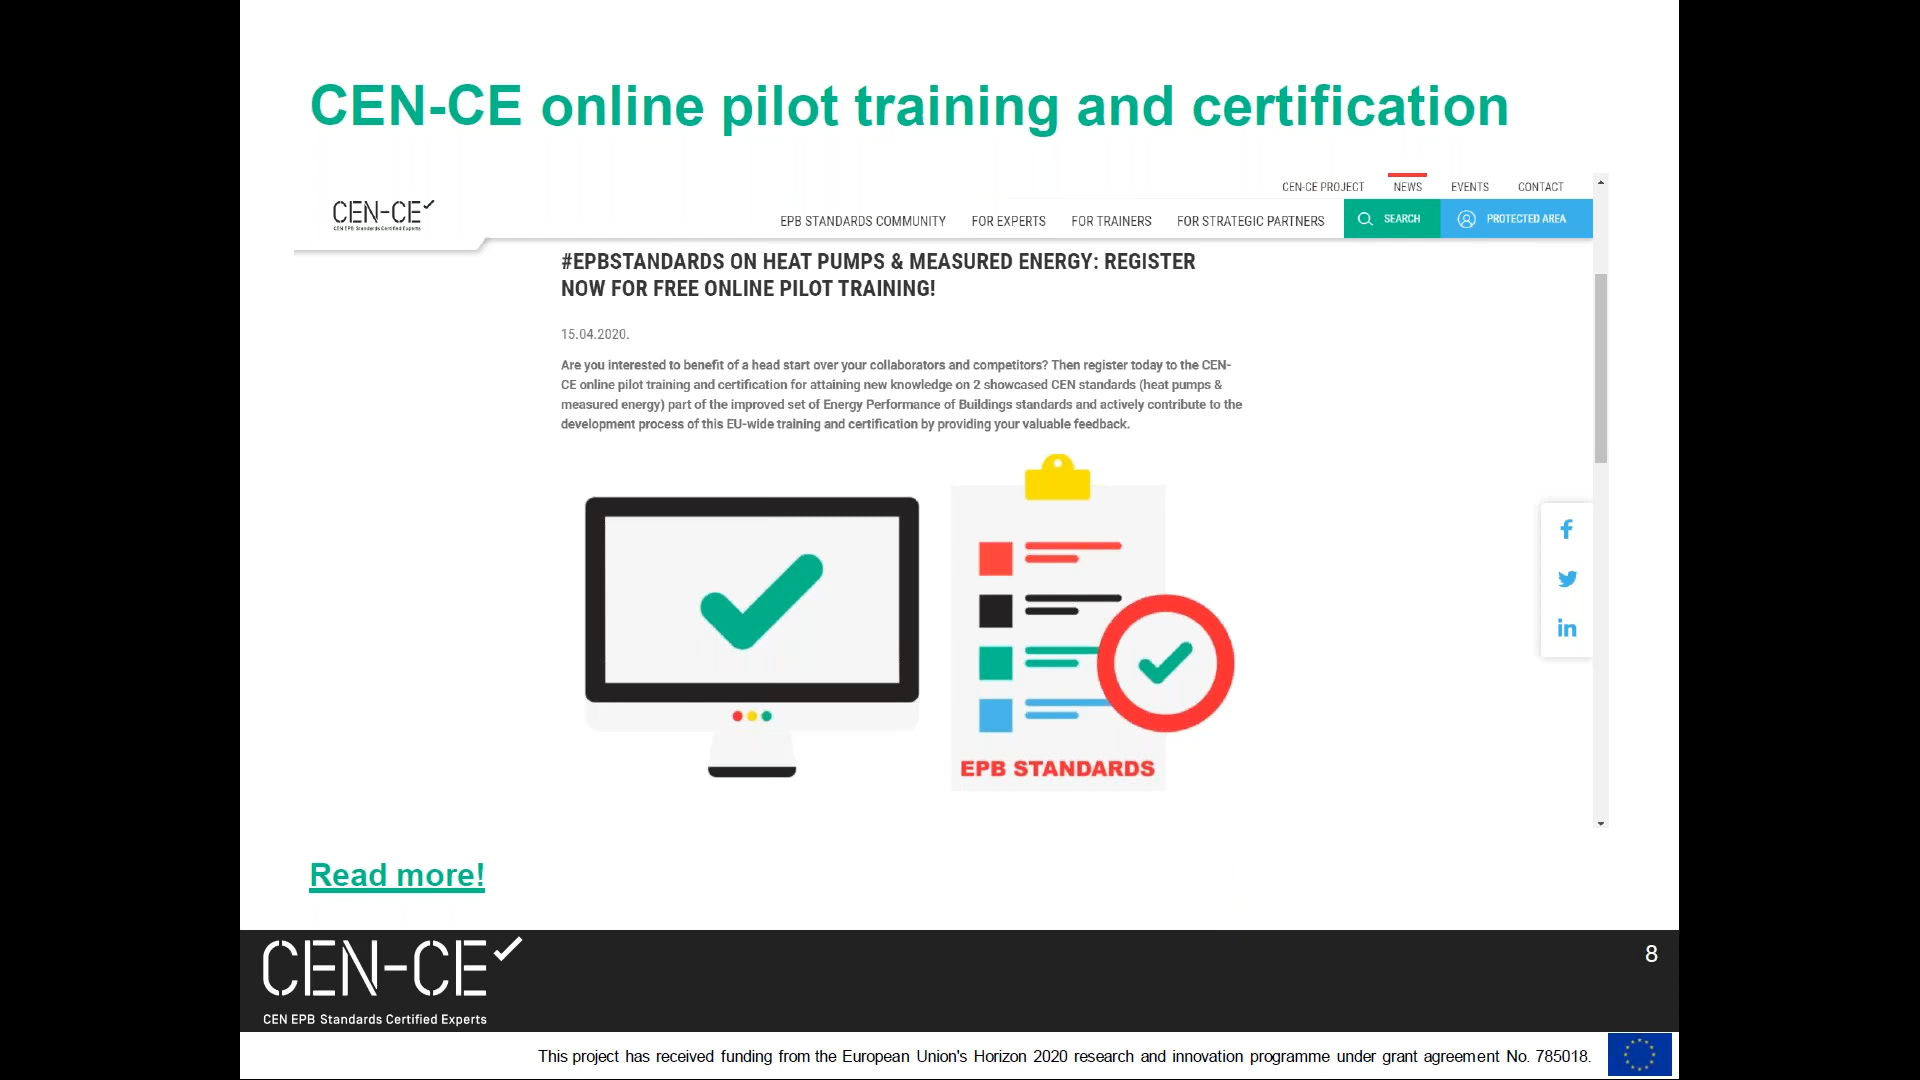 CEN-CE online pilot training and certification
CEN-CE PROJECT NEWS EVENTS CONTACT
CEN-CE
CEN EPB Standards Certified Experts
EPB STANDARDS COMMUNITY FOR EXPERTS FOR TRAINERS FOR STRATEGIC PARTNERS SEARCH PROTECTED AREA
#EPBSTANDARDS ON HEAT PUMPS & MEASURED ENERGY: REGISTER
NOW FOR FREE ONLINE PILOT TRAINING!
15.04.2020.
Are you interested to benefit of a head start over your collaborators and competitors? Then register today to the CEN-
CE online pilot training and certification for attaining new knowledge on 2 showcased CEN standards (heat pumps &
measured energy) part of the improved set of Energy Performance of Buildings standards and actively contribute to the
development process of this EU-wide training and certification by providing your valuable feedback.
EPB STANDARDS
Read more!
CEN-CE
CEN EPB Standards Certified Experts
8
This project has received funding from the European Union's Horizon 2020 research and innovation programme under grant agreement No. 785018.